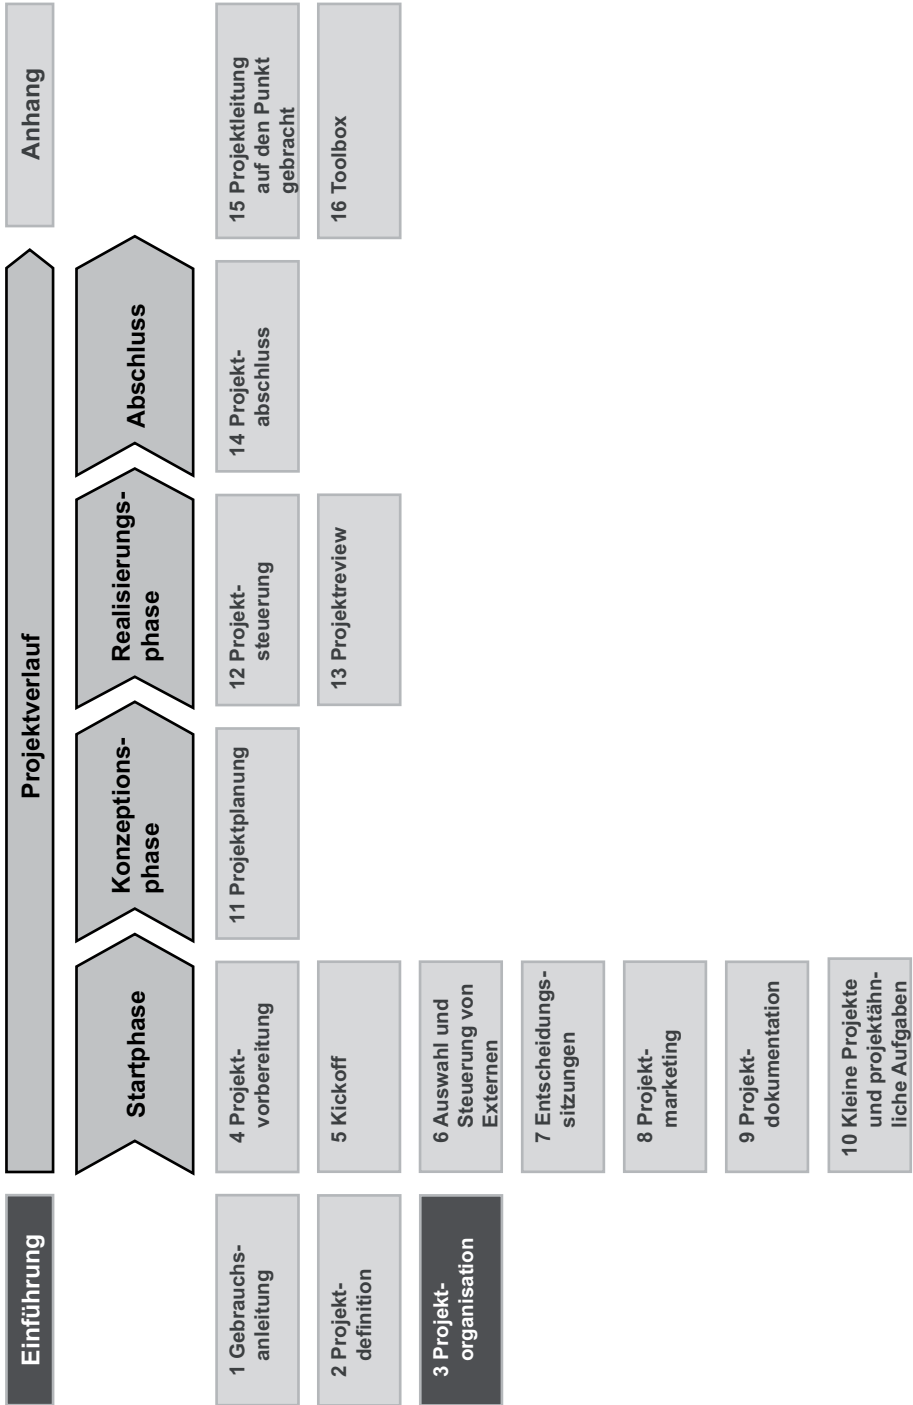 Einführung
Projektverlauf
Anhang
Startphase
Konzeptions-
phase
Realisierungs-
phase
Abschluss
1 Gebrauchs-
anleitung
2 Projekt-
definition
3 Projekt-
organisation
4 Projekt-
vorbereitung
5 Kickoff
6 Auswahl und
Steuerung von
Externen
7 Entscheidungs-
sitzungen
8 Projekt-
marketing
9 Projekt-
dokumentation
10 Kleine Projekte
und projektähn-
liche Aufgaben
11 Projektplanung
12 Projekt-
steuerung
13 Projektreview
14 Projekt-
abschluss
15 Projektleitung
auf den Punkt
gebracht
16 Toolbox